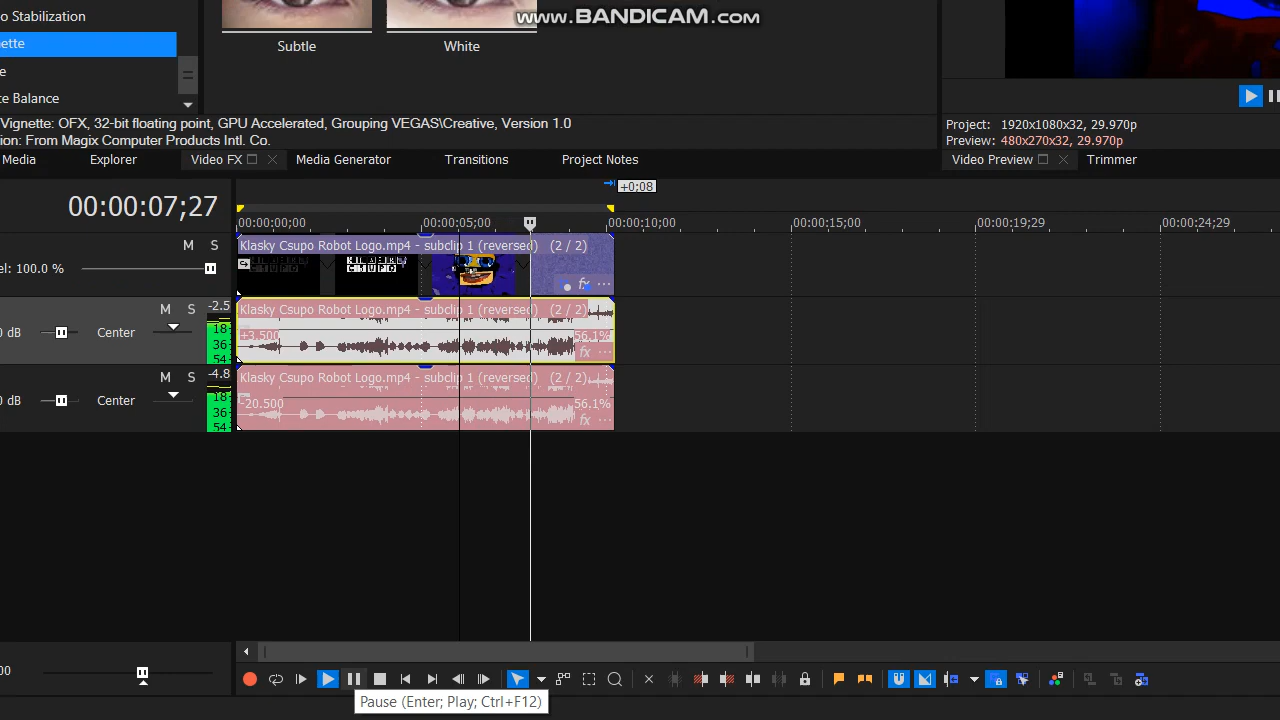 www.BANDICAM.com
o Stabilization
ette
e
te Balance
Subtle
White
Vignette: OFX, 32-bit floating point, GPU Accelerated, Grouping VEGAS\Creative, Version 1.0
ion: From Magix Computer Products Intl. Co.
Project: 1920x1080x32, 29.970p
Preview: 480x270x32, 29.970p
Media
Explorer
Video FX
Media Generator
Transitions
Project Notes
Video Preview
Trimmer
+0;08
00:00:07;27
00:00:00;00
00:00:05;00
00:00:10;00
00:00:15;00
00:00:19;29
00:00:24;29
M S
Klasky Csupo Robot Logo.mp4 - subclip 1 (reversed) (2 / 2)
el: 100.0 %
KLASKY CSUPO
fx
M S
-2.5
Klasky Csupo Robot Logo.mp4 - subclip 1 (reversed) (2 / 2)
0 dB
Center
18
36
54
+3.500
56.1%
fx
M S
-4.8
Klasky Csupo Robot Logo.mp4 - subclip 1 (reversed) (2 / 2)
0 dB
Center
18
36
54
-20.500
56.1%
fx
00
Pause (Enter; Play; Ctrl+F12)